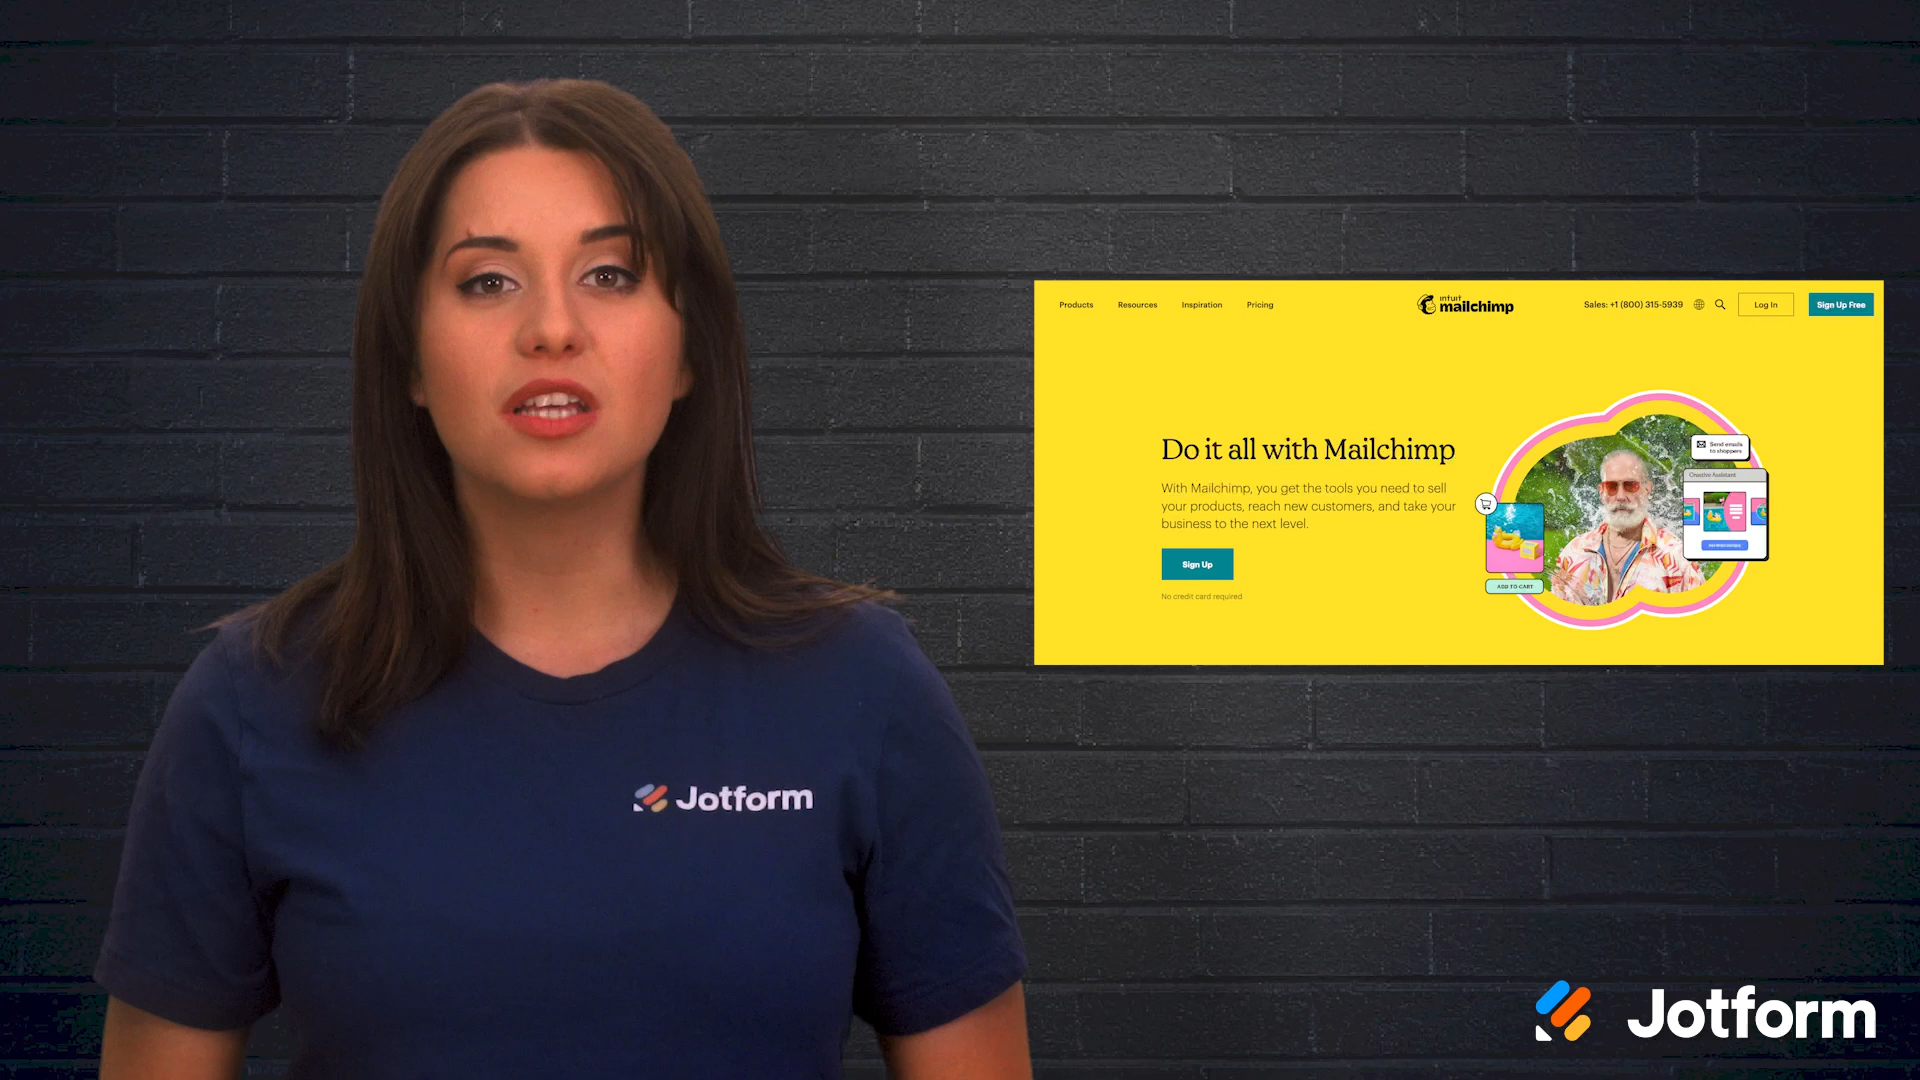 Products Resources Inspiration Pricing
intuit
mailchimp
Sales: +1 (800) 315-5939
Log In
Sign Up Free
Do it all with Mailchimp
With Mailchimp, you get the tools you need to sell
your products, reach new customers, and take your
business to the next level.
Sign Up
No credit card required
Send emails
to shoppers
Creative Assistant
ADD TO CART
Jotform
Jotform